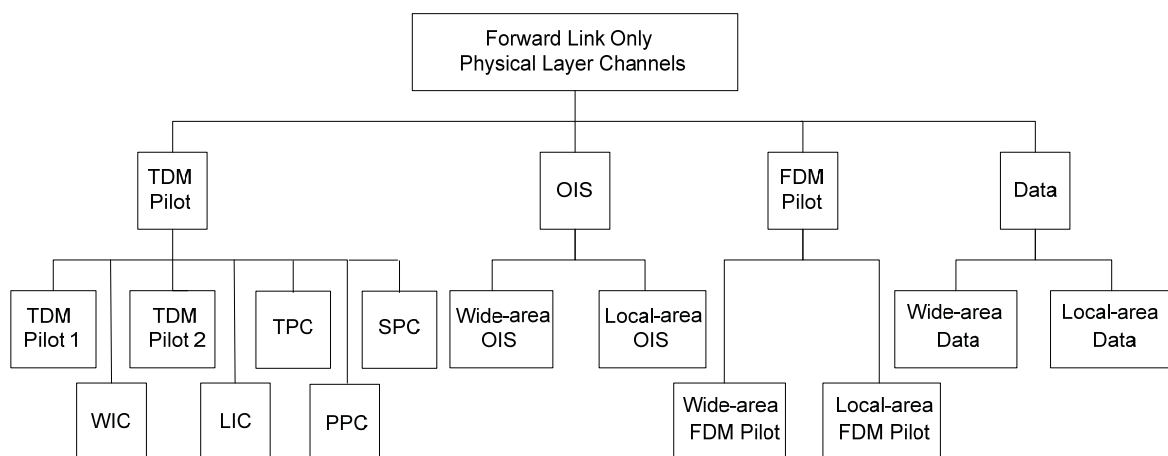 Forward Link Only
Physical Layer Channels
TDM
Pilot
OIS
FDM
Pilot
Data
TDM
Pilot 1
TDM
Pilot 2
TPC
SPC
Wide-area
OIS
Local-area
OIS
Wide-area
Data
Local-area
Data
WIC
LIC
PPC
Wide-area
FDM Pilot
Local-area
FDM Pilot